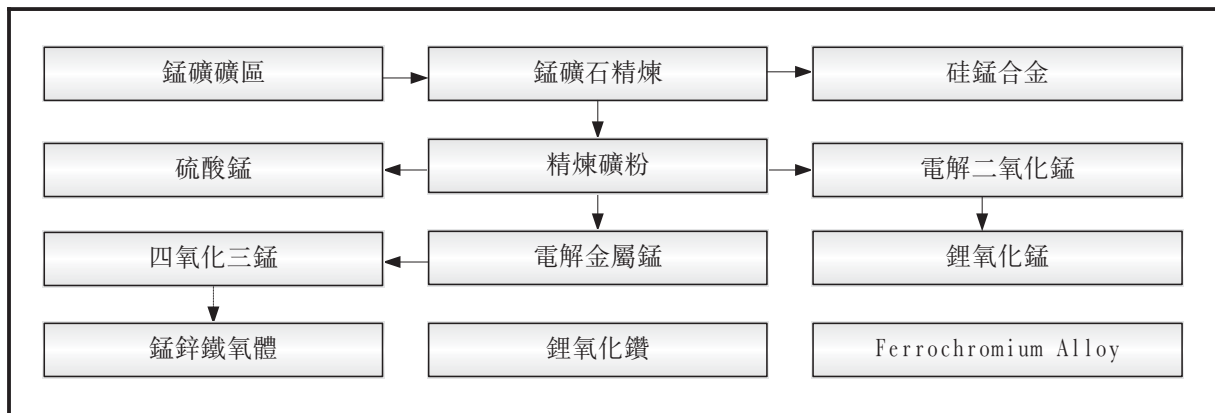 錳礦礦區
錳礦石精煉
硅錳合金
硫酸錳
精煉礦粉
電解二氧化錳
四氧化三錳
電解金屬錳
鋰氧化錳
錳鋅鐵氧體
鋰氧化鑽
Ferrochromium Alloy